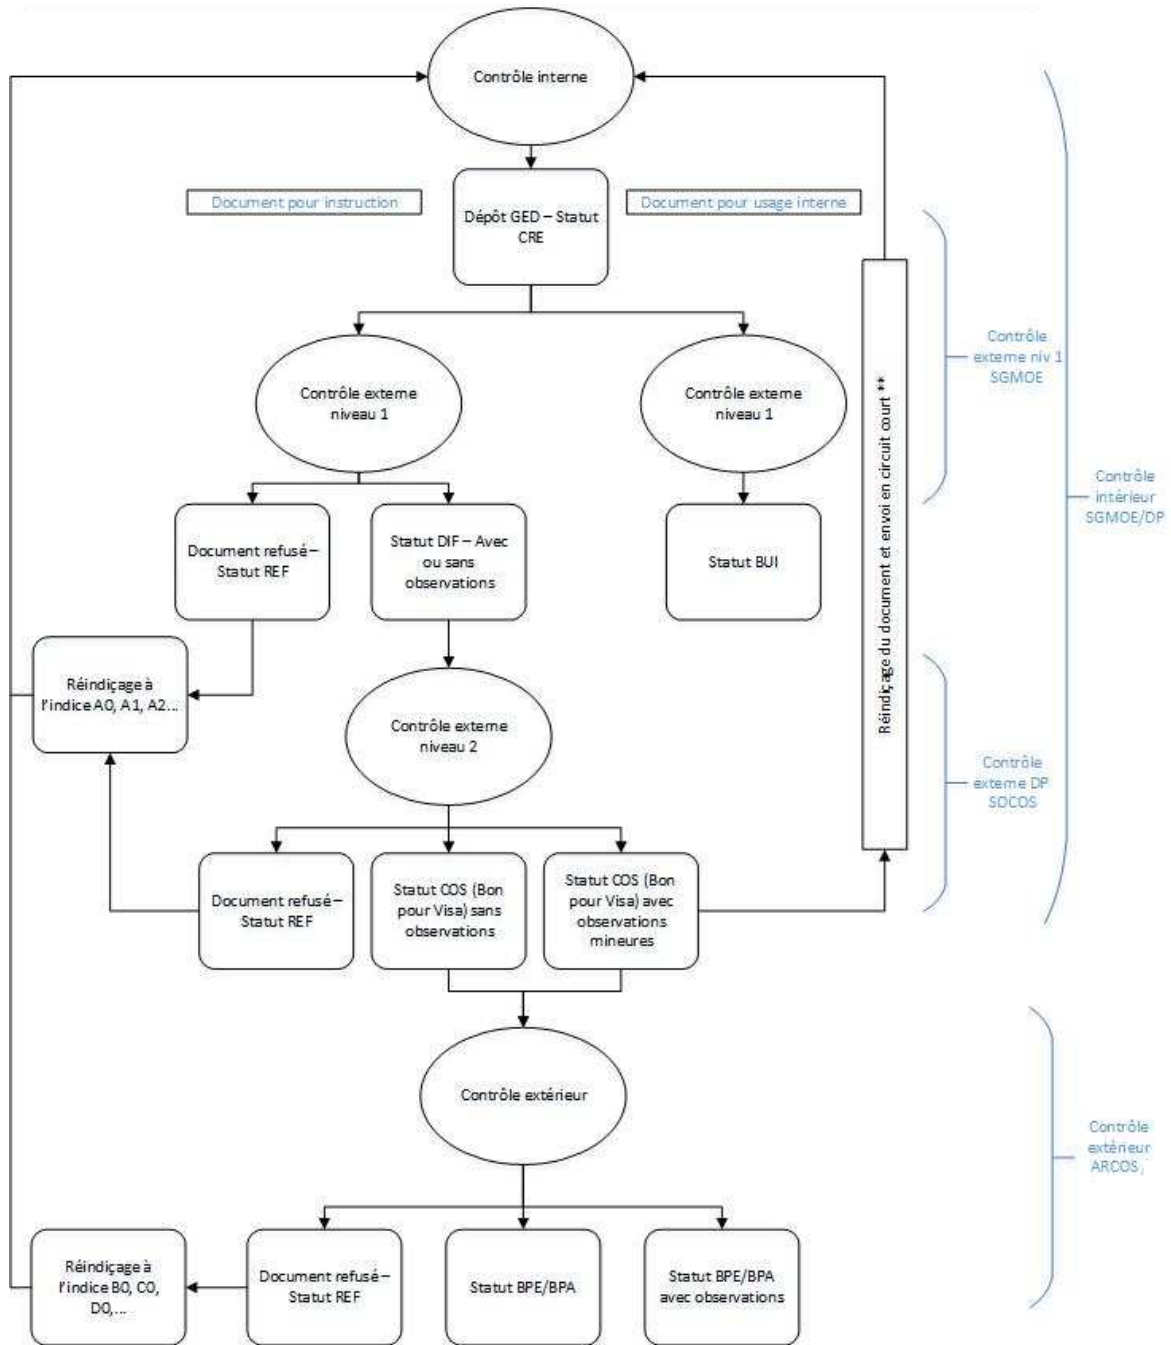 Contrôle interne
Document pour instruction
Document pour usage interne
Dépôt GED – Statut
CRE
Contrôle externe
niveau 1
Contrôle externe
niveau 1
Contrôle
externe niv 1
SGMOE
Réindiçage du document et envoi en circuit court **
Contrôle
intérieur
SGMOE/DP
Document refusé –
Statut REF
Statut DIF – Avec
ou sans
observations
Statut BUI
Réindiçage à
l'indice A0, A1, A2...
Contrôle externe
niveau 2
Contrôle
externe DP
SOCOS
Document refusé –
Statut REF
Statut COS (Bon
pour Visa) sans
observations
Statut COS (Bon
pour Visa) avec
observations
mineures
Contrôle extérieur
Contrôle
extérieur
ARCOS,
Réindiçage à
l'indice B0, C0,
D0,...
Document refusé –
Statut REF
Statut BPE/BPA
Statut BPE/BPA
avec observations